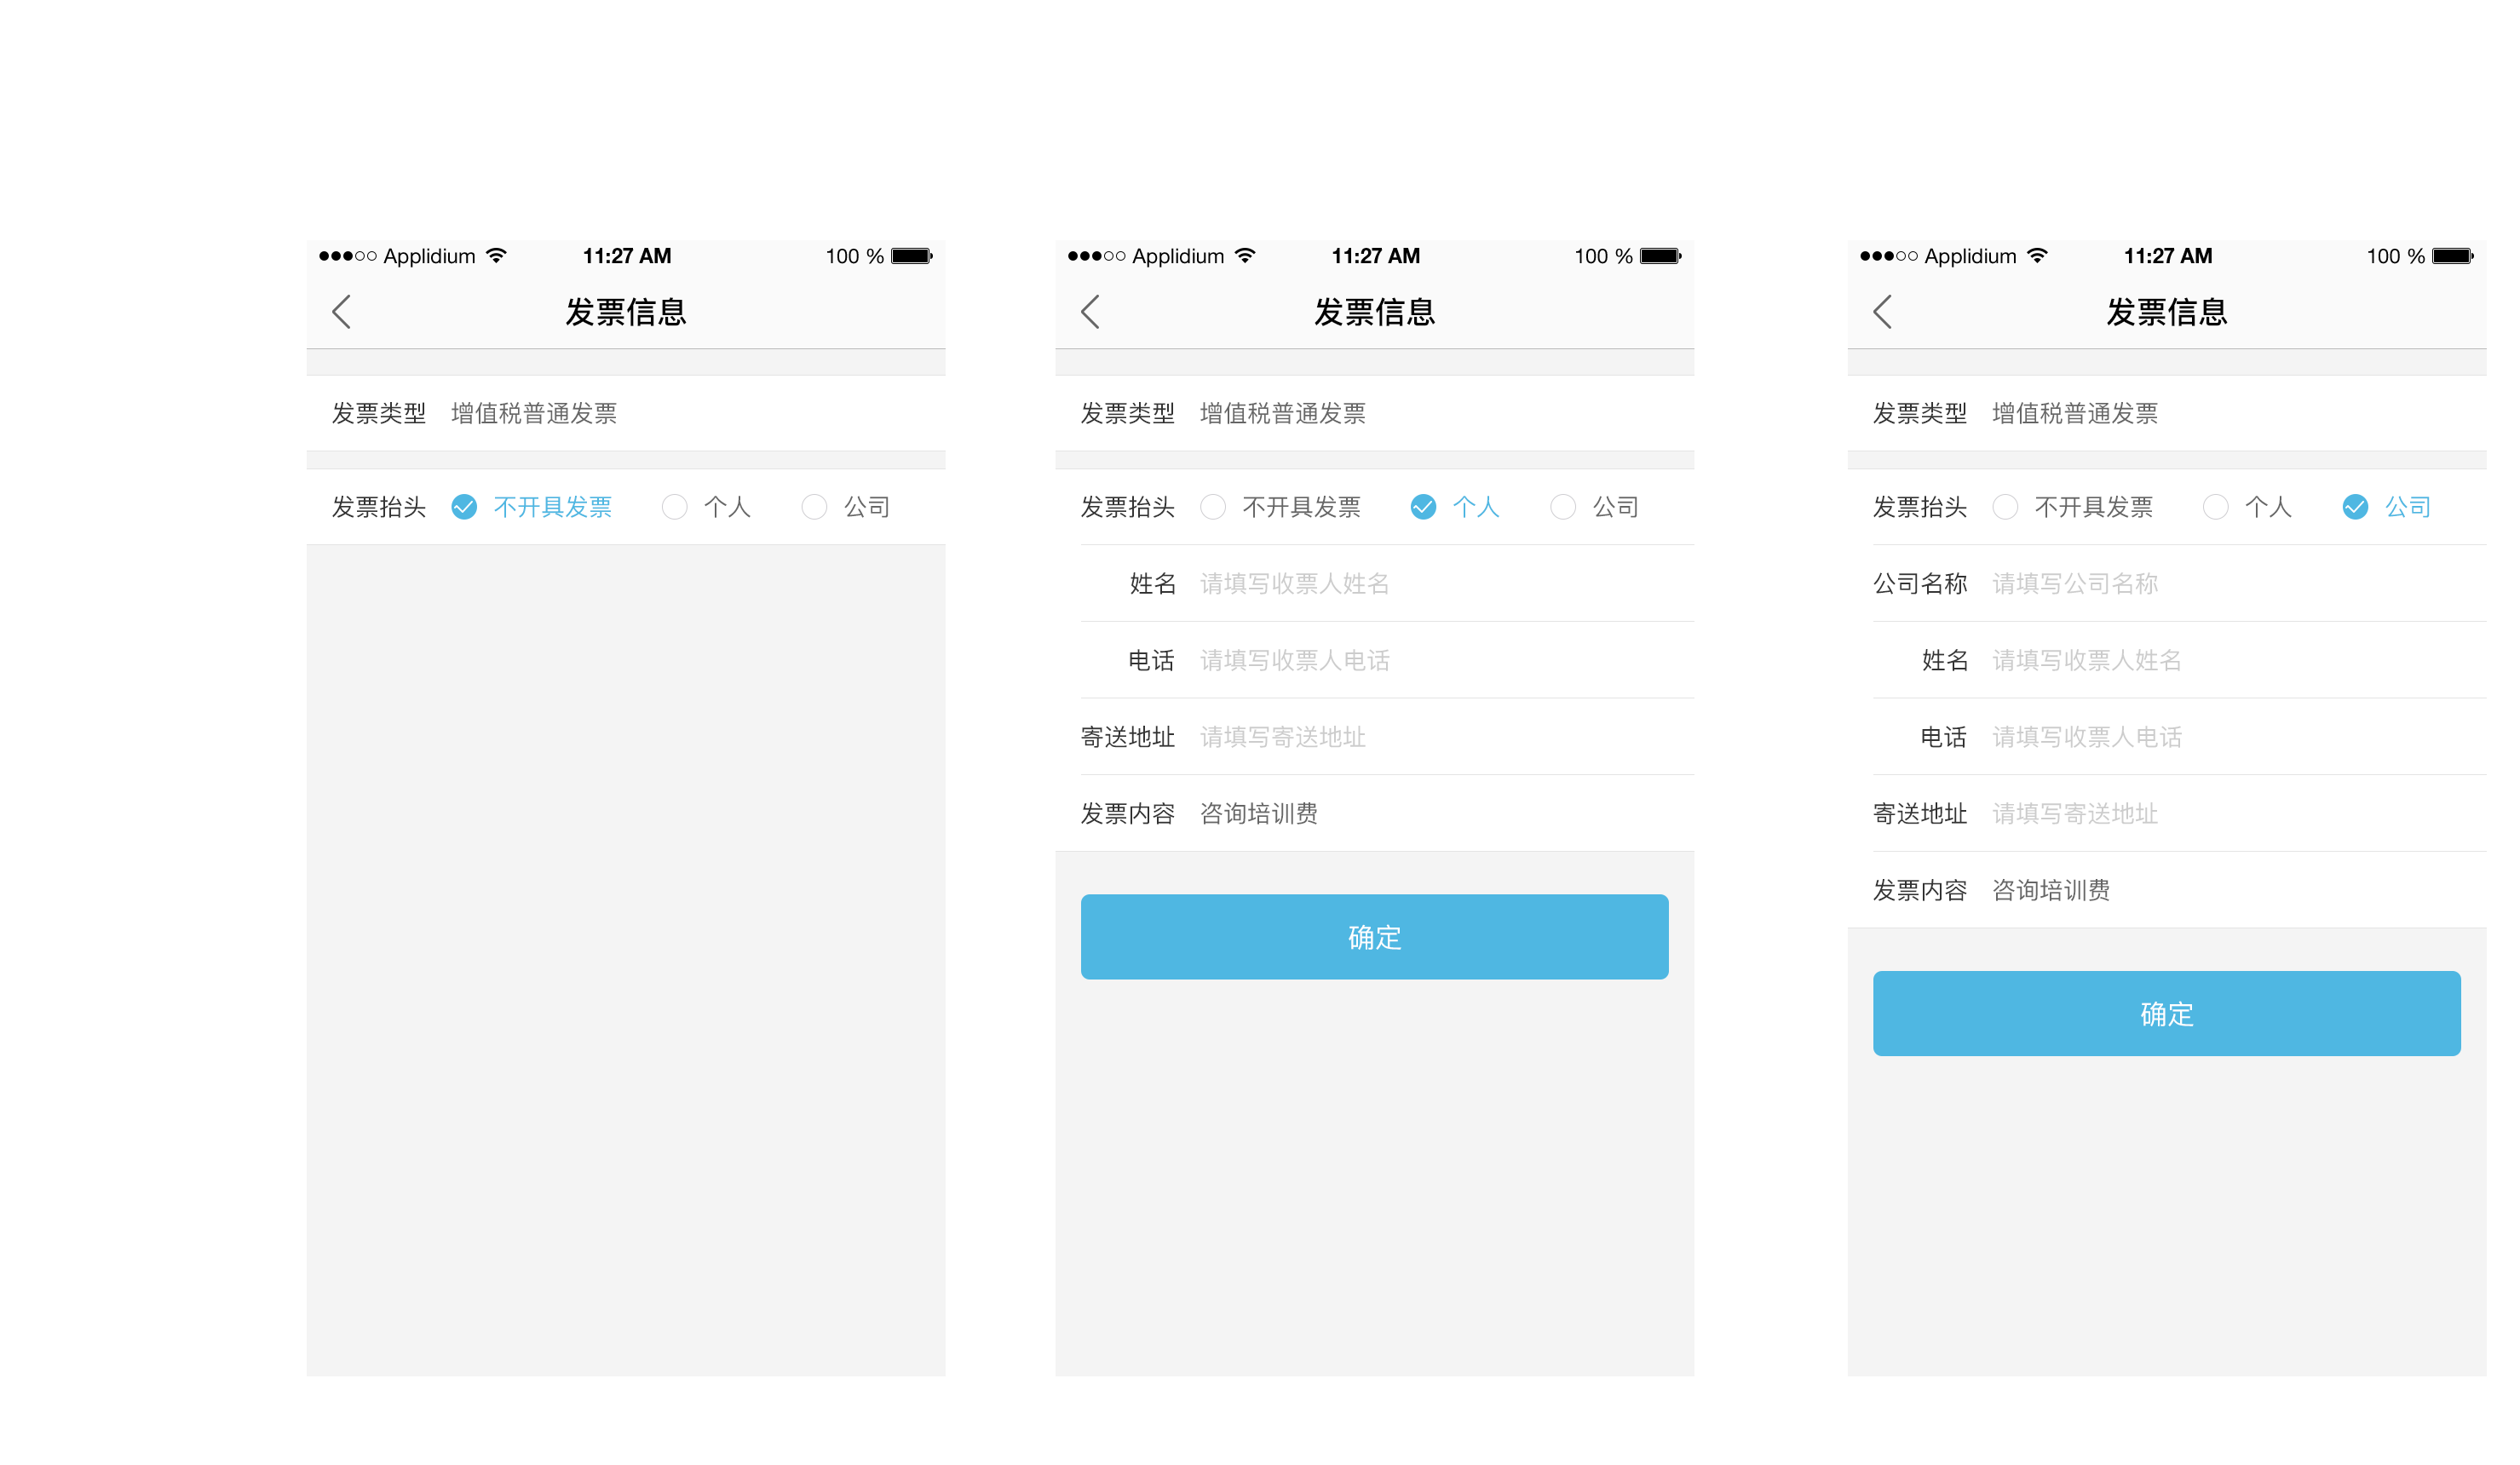 Applidium 11:27 AM 100 %
发票信息
发票类型 增值税普通发票
发票抬头 不开具发票 个人 公司
Applidium 11:27 AM 100 %
发票信息
发票类型 增值税普通发票
发票抬头 不开具发票 个人 公司
姓名 请填写收票人姓名
电话 请填写收票人电话
寄送地址 请填写寄送地址
发票内容 咨询培训费
确定
Applidium 11:27 AM 100 %
发票信息
发票类型 增值税普通发票
发票抬头 不开具发票 个人 公司
公司名称 请填写公司名称
姓名 请填写收票人姓名
电话 请填写收票人电话
寄送地址 请填写寄送地址
发票内容 咨询培训费
确定